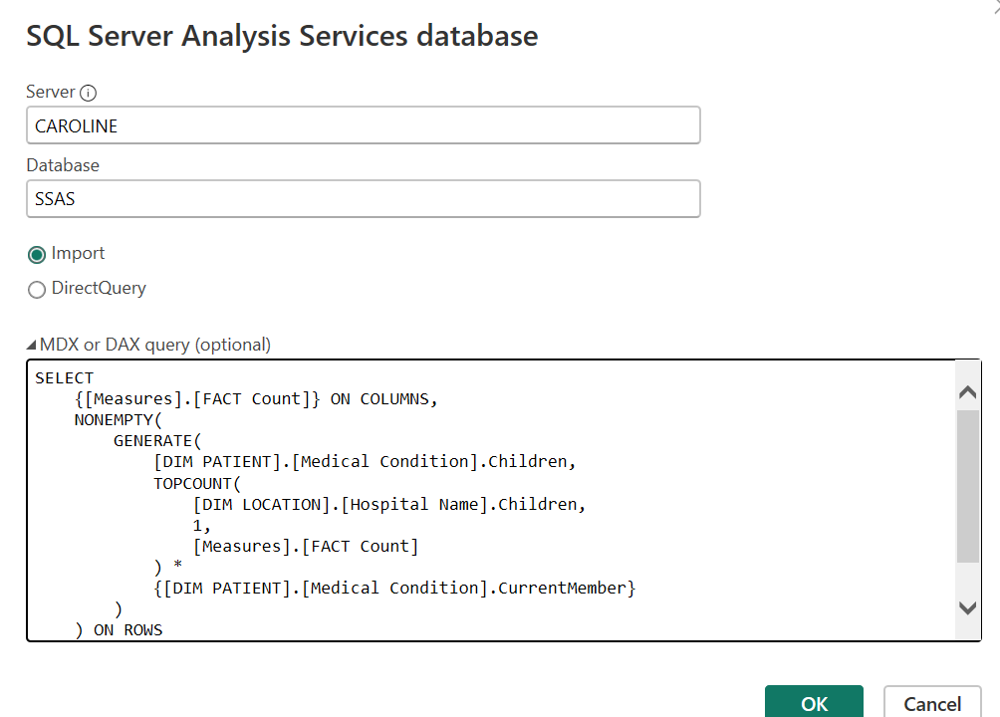 SQL Server Analysis Services database
Server
CAROLINE
Database
SSAS
Import
DirectQuery
MDX or DAX query (optional)
SELECT
{[Measures].[FACT Count]} ON COLUMNS,
NONEMPTY(
GENERATE(
[DIM PATIENT].[Medical Condition].Children,
TOPCOUNT(
[DIM LOCATION].[Hospital Name].Children,
1,
[Measures].[FACT Count]
) *
{[DIM PATIENT].[Medical Condition].CurrentMember}
)
) ON ROWS
OK Cancel